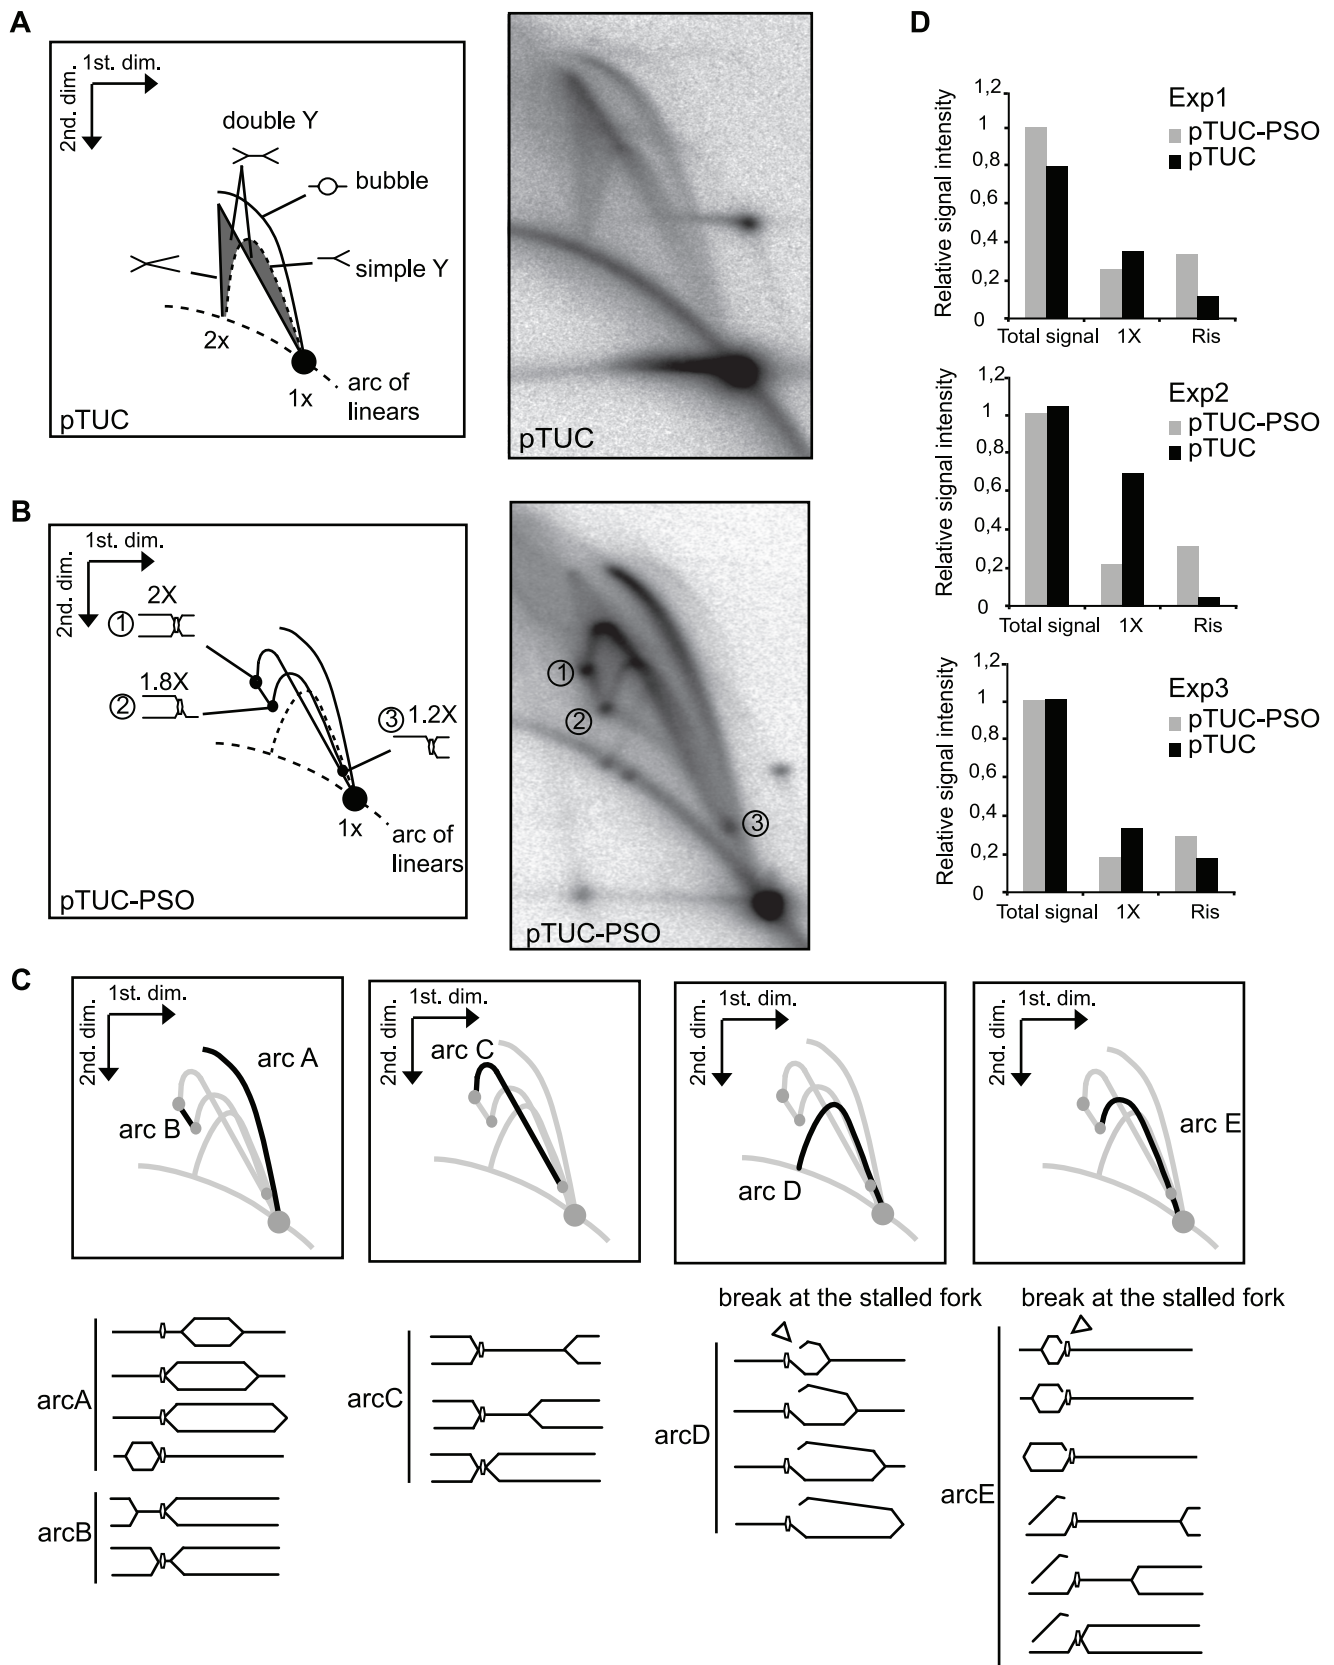 A
1st. dim.
2nd. dim.
double Y
bubble
simple Y
2x
1x
arc of
linears
pTUC
pTUC
B
1st. dim.
2nd. dim.
2X
1
1.8X
2
3 1.2X
1x
arc of
linears
pTUC-PSO
1
2
3
pTUC-PSO
D
Relative signal intensity
1,2
1
0,8
0,6
0,4
0,2
0
Exp1
pTUC-PSO
pTUC
Total signal 1X Ris
Relative signal intensity
1,2
1
0,8
0,6
0,4
0,2
0
Exp2
pTUC-PSO
pTUC
Total signal 1X Ris
Relative signal intensity
1,2
1
0,8
0,6
0,4
0,2
0
Exp3
pTUC-PSO
pTUC
Total signal 1X Ris
C
1st. dim.
2nd. dim.
arc A
arc B
1st. dim.
2nd. dim.
arc C
1st. dim.
2nd. dim.
arc D
1st. dim.
2nd. dim.
arc E
arcA
arcB
arcC
break at the stalled fork
arcD
break at the stalled fork
arcE